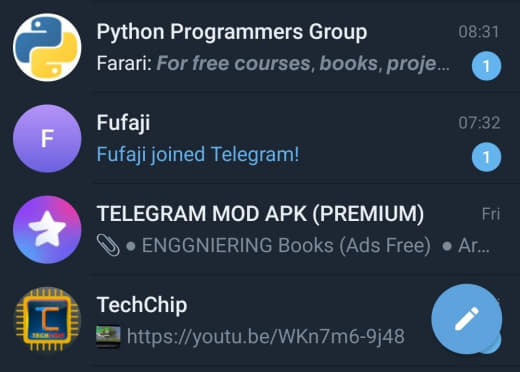 Python Programmers Group 08:31
Farari: For free courses, books, proje... 1
F Fufaji 07:32
Fufaji joined Telegram! 1
TELEGRAM MOD APK (PREMIUM) Fri
ENGGNIERING Books (Ads Free) ● Ar...
TechChip
https://youtu.be/WKn7m6-9j48